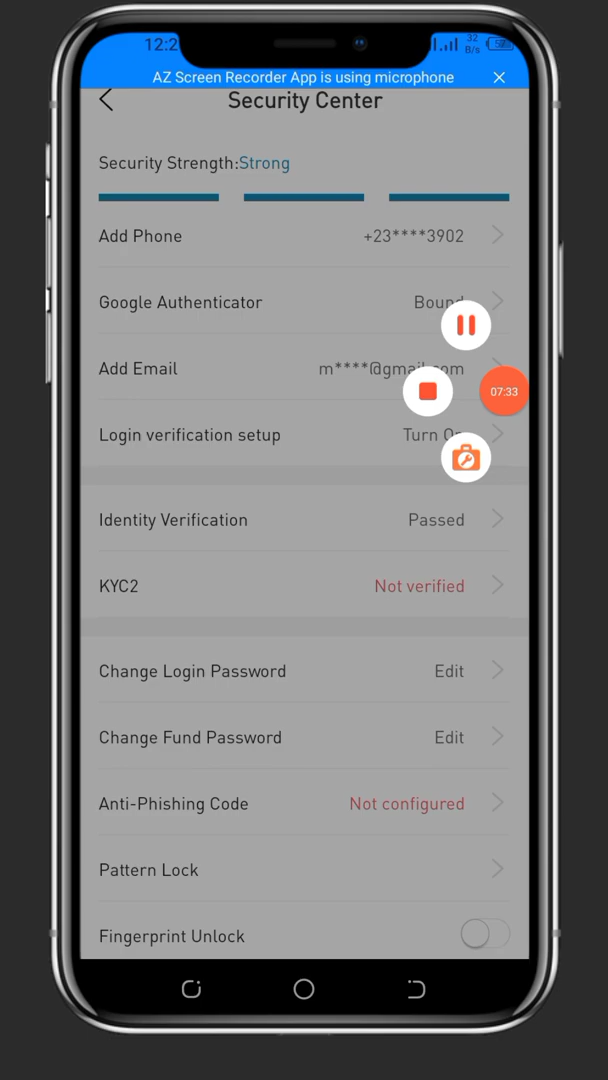 12:2
32
B/s
AZ Screen Recorder App is using microphone
Security Center
Security Strength:Strong
Add Phone +23****3902
Google Authenticator Bound
07:33
Add Email m****@gmail.com
Login verification setup Turn On
Identity Verification Passed
KYC2 Not verified
Change Login Password Edit
Change Fund Password Edit
Anti-Phishing Code Not configured
Pattern Lock
Fingerprint Unlock